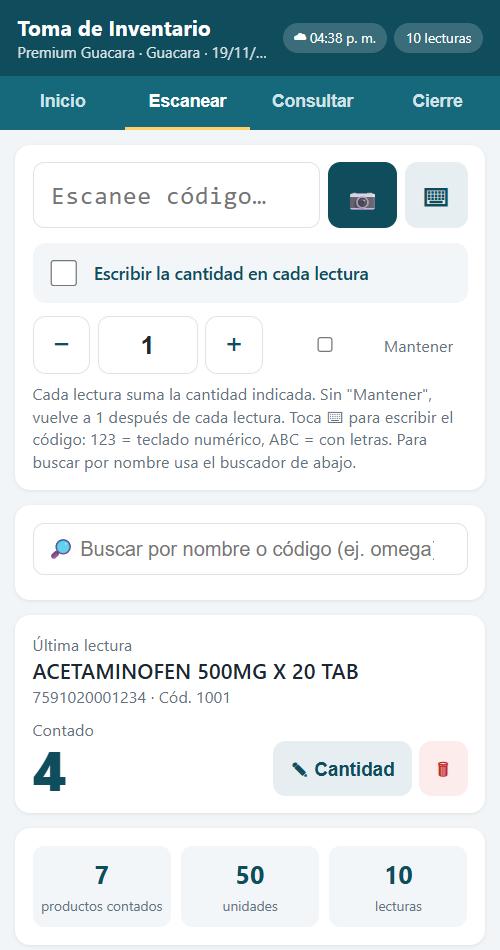 Toma de Inventario
Premium Guacara · Guacara · 19/11/...
04:38 p. m.
10 lecturas
Inicio
Escanear
Consultar
Cierre
Escanee código…
Escribir la cantidad en cada lectura
−
1
+
Mantener
Cada lectura suma la cantidad indicada. Sin "Mantener",
vuelve a 1 después de cada lectura. Toca ⌨ para escribir el
código: 123 = teclado numérico, ABC = con letras. Para
buscar por nombre usa el buscador de abajo.
🔎 Buscar por nombre o código (ej. omega
Última lectura
ACETAMINOFEN 500MG X 20 TAB
7591020001234 · Cód. 1001
Contado
4
Cantidad
7
productos contados
50
unidades
10
lecturas